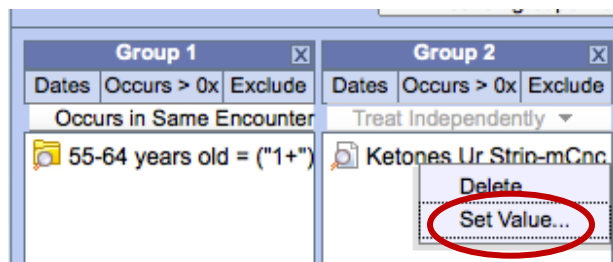 Group 1 X
Group 2 X
Dates Occurs > 0x Exclude
Dates Occurs > 0x Exclude
Occurs in Same Encounter
Treat Independently
55-64 years old = ("1+")
Ketones Ur Strip-mCnc
Delete
Set Value...